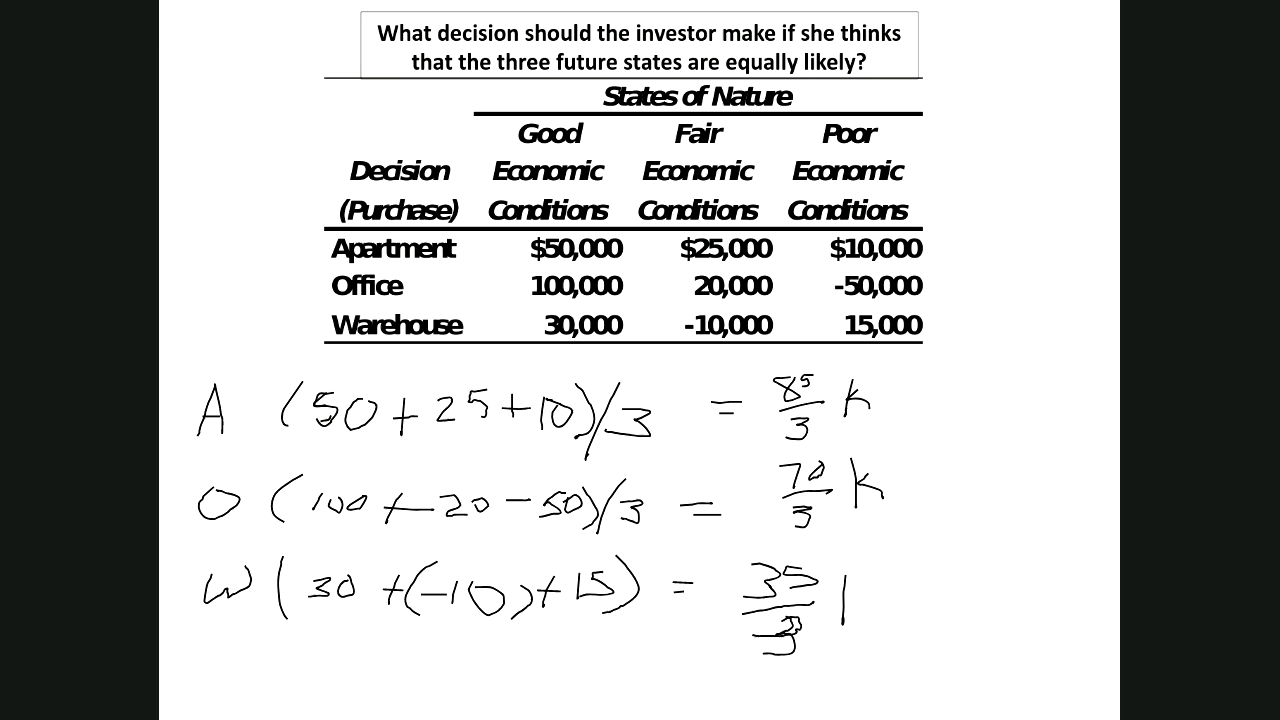 What decision should the investor make if she thinks
that the three future states are equally likely?
States of Nature
Good Fair Poor
Decision Economic Economic Economic
(Purchase) Conditions Conditions Conditions
Apartment $50,000 $25,000 $10,000
Office 100,000 20,000 -50,000
Warehouse 30,000 -10,000 15,000
A (50+25+10)/3 = 85/3 K
O (100+20-50)/3 = 70/3 K
W (30+(-10)+15) = 35/3